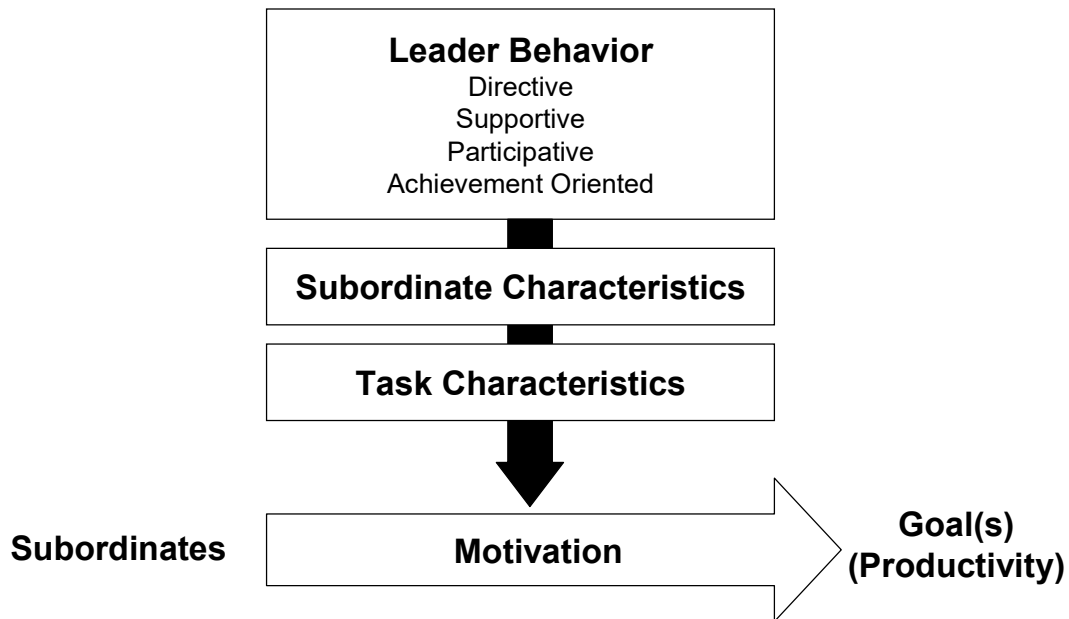 Leader Behavior
Directive
Supportive
Participative
Achievement Oriented
Subordinate Characteristics
Task Characteristics
Subordinates
Motivation
Goal(s)
(Productivity)